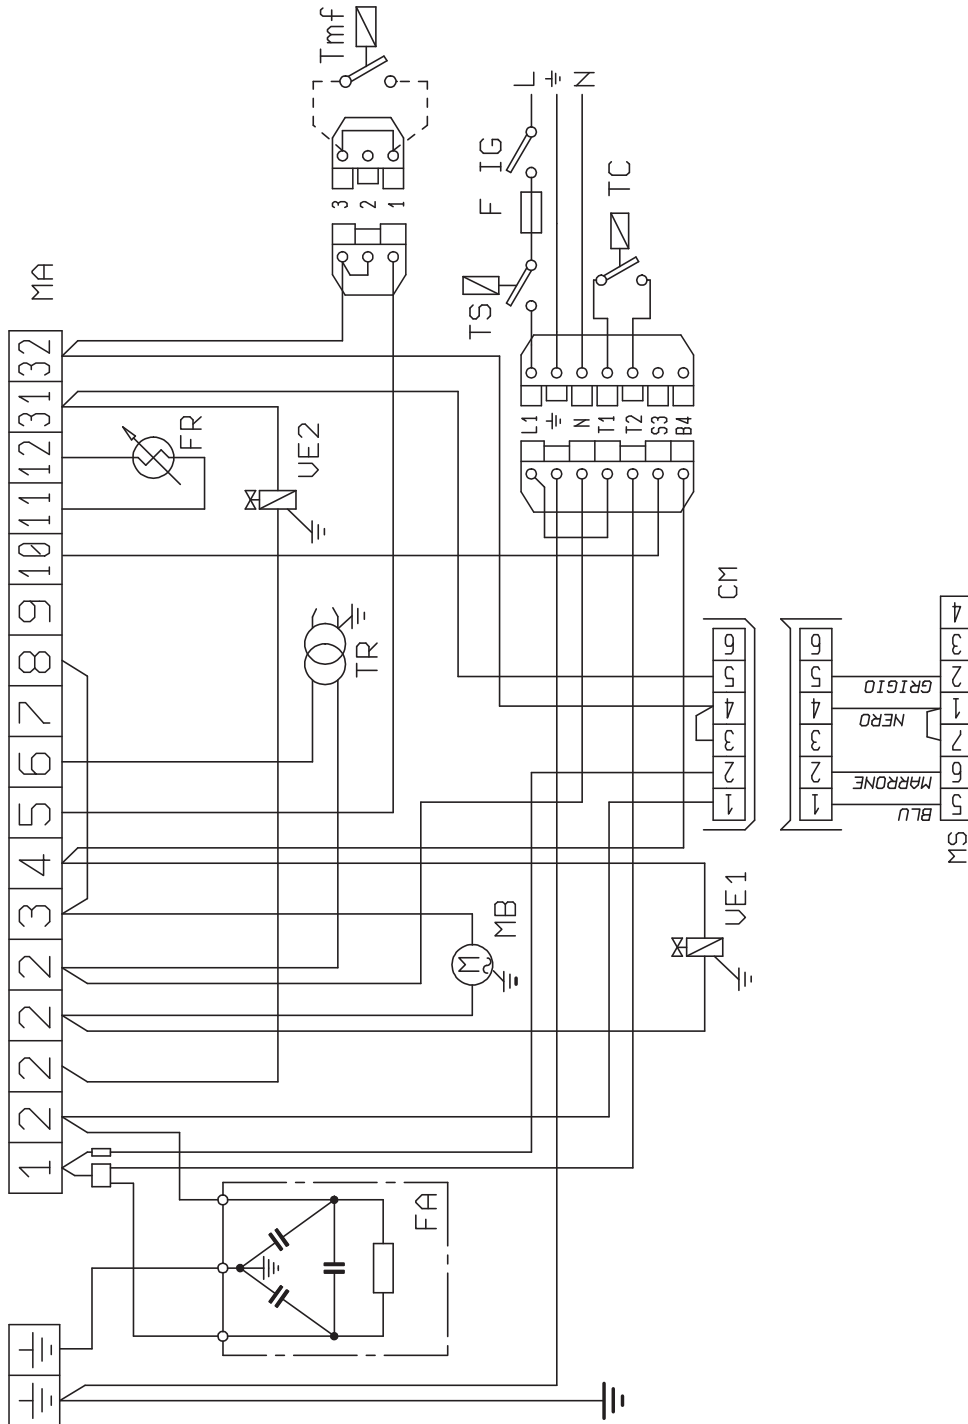 MA
32
31
12
11
10
9
8
7
6
5
4
3
2
2
2
2
1
Tmf
3
2
1
FR
VE2
TR
L
N
IG
F
TS
TC
L1
N
T1
T2
S3
B4
CM
6
5
4
3
2
1
6
5
4
3
2
1
GRIGIO
NERO
MARRONE
BLU
4
3
2
1
7
6
5
MS
MB
M
VE1
FA